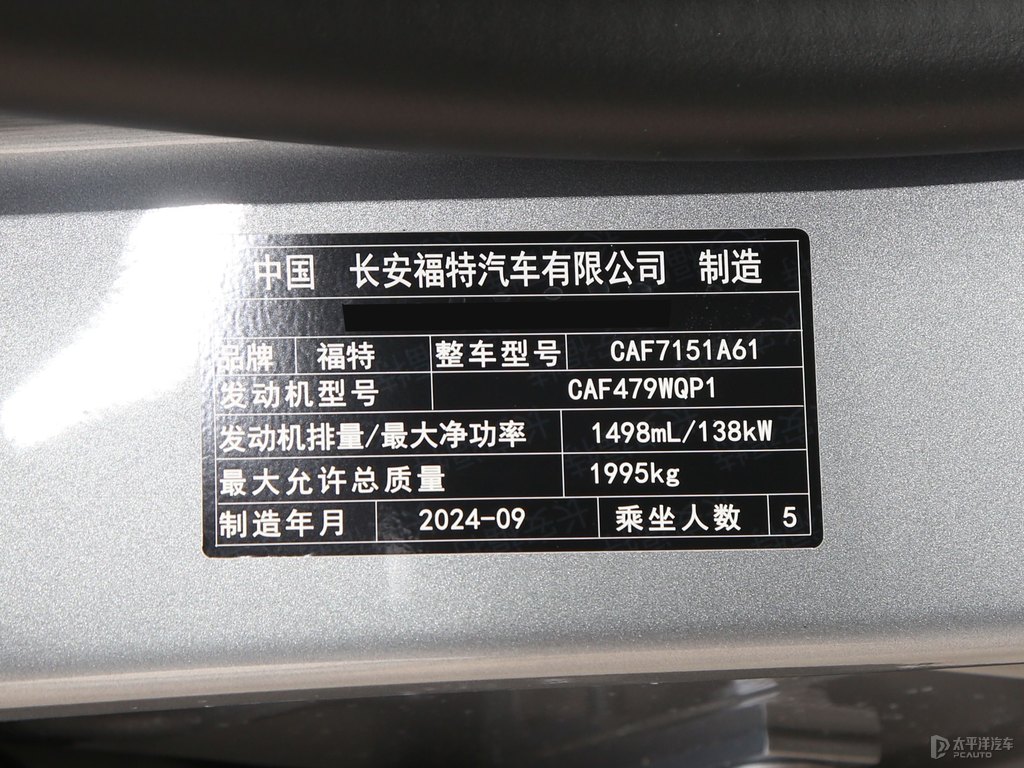 中国 长安福特汽车有限公司 制造
品牌 福特 整车型号 CAF7151A61
发动机型号 CAF479WQP1
发动机排量/最大净功率 1498mL/138kW
最大允许总质量 1995kg
制造年月 2024-09 乘坐人数 5
太平洋汽车
PCAUTO